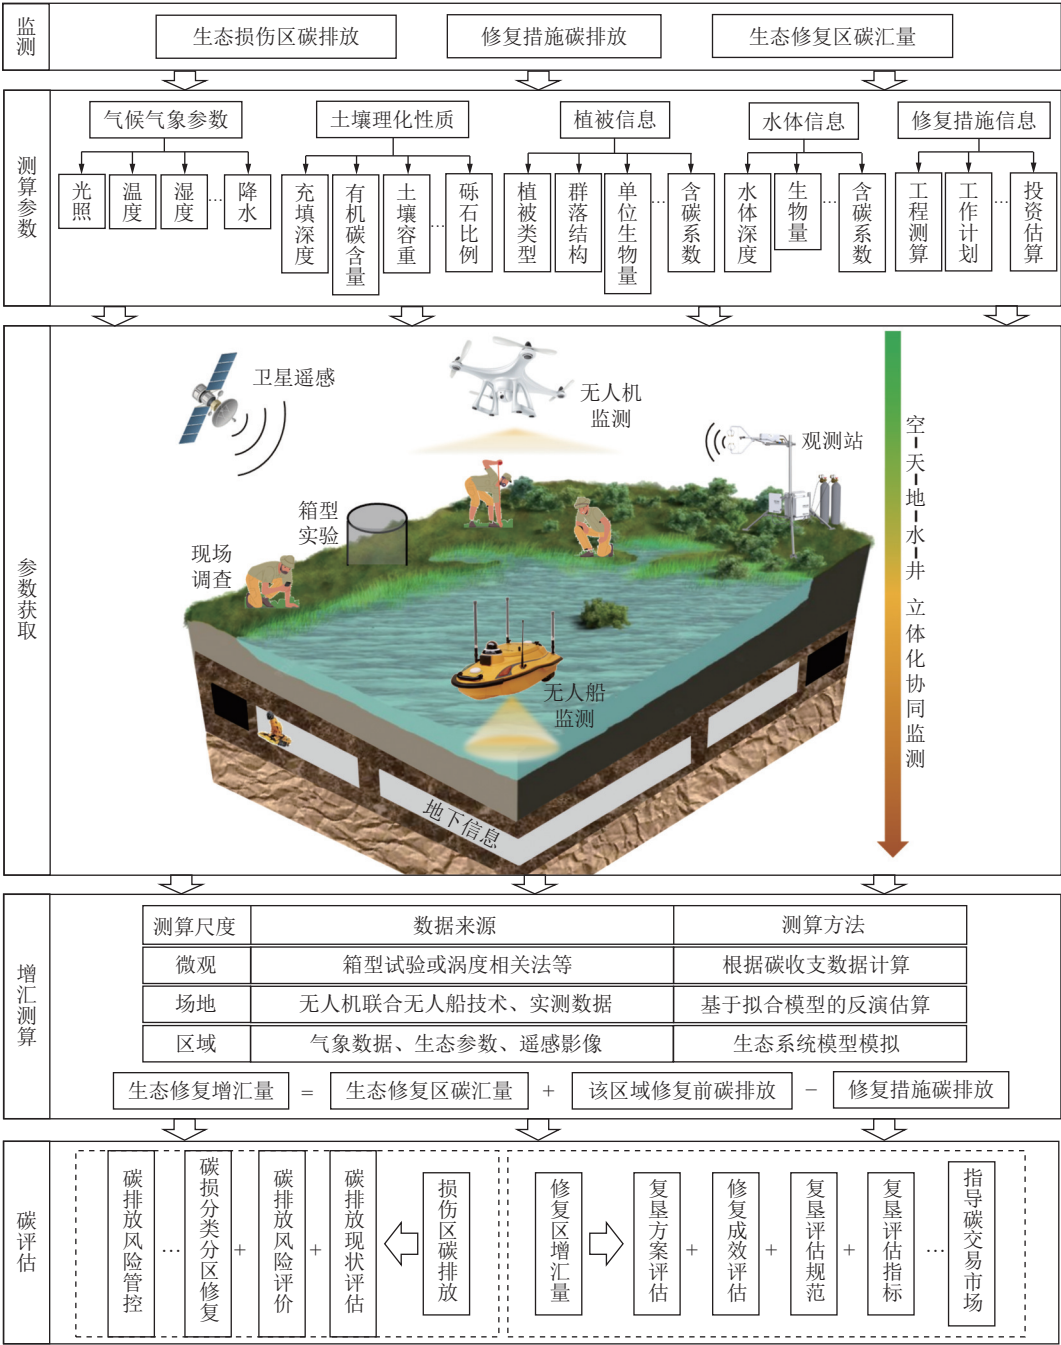 监测
生态损伤区碳排放
修复措施碳排放
生态修复区碳汇量
测算参数
气候气象参数
土壤理化性质
植被信息
水体信息
修复措施信息
光照
温度
湿度
…
降水
充填深度
有机碳含量
土壤容重
…
砾石比例
植被类型
群落结构
单位生物量
…
含碳系数
水体深度
生物量
…
含碳系数
工程测算
工作计划
…
投资估算
参数获取
卫星遥感
无人机
监测
观测站
箱型
实验
现场
调查
无人船
监测
地下信息
空-天-地-水-井 立体化协同监测
增汇测算
测算尺度 数据来源 测算方法
微观 箱型试验或涡度相关法等 根据碳收支数据计算
场地 无人机联合无人船技术、实测数据 基于拟合模型的反演估算
区域 气象数据、生态参数、遥感影像 生态系统模型模拟
生态修复增汇量 = 生态修复区碳汇量 + 该区域修复前碳排放 − 修复措施碳排放
碳评估
碳排放风险管控
…
碳损分类分区修复
+
碳排放风险评价
+
碳排放现状评估
损伤区碳排放
修复区增汇量
复垦方案评估
+
修复成效评估
+
复垦评估规范
+
复垦评估指标
…
指导碳交易市场